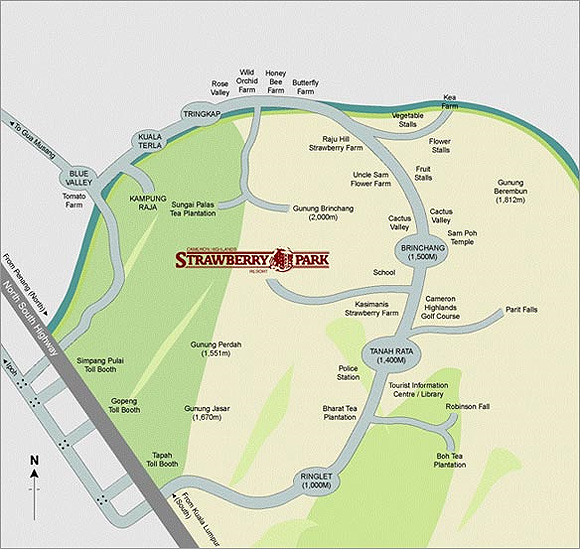 Rose
Valley
Wild
Orchid
Farm
Honey
Bee
Farm
Butterfly
Farm
Kea
Farm
Vegetable
Stalls
TRINGKAP
KUALA
TERLA
To Gua Musang
BLUE
VALLEY
Tomato
Farm
KAMPUNG
RAJA
Sungai Palas
Tea Plantation
Raju Hill
Strawberry Farm
Flower
Stalls
Uncle Sam
Flower Farm
Fruit
Stalls
Gunung
Berembun
(1,812m)
Gunung Brinchang
(2,000m)
Cactus
Valley
Cactus
Valley
Sam Poh
Temple
BRINCHANG
(1,500M)
CAMERON HIGHLANDS
STRAWBERRY PARK
RESORT
School
From Penang (North)
North South Highway
Kasimanis
Strawberry Farm
Cameron
Highlands
Golf Course
Parit Falls
Gunung Perdah
(1,551m)
TANAH RATA
(1,400M)
Ipoh
Simpang Pulai
Toll Booth
Police
Station
Tourist Information
Centre / Library
Gopeng
Toll Booth
Gunung Jasar
(1,670m)
Bharat Tea
Plantation
Robinson Fall
Tapah
Toll Booth
Boh Tea
Plantation
N
RINGLET
(1,000M)
From Kuala Lumpur
(South)